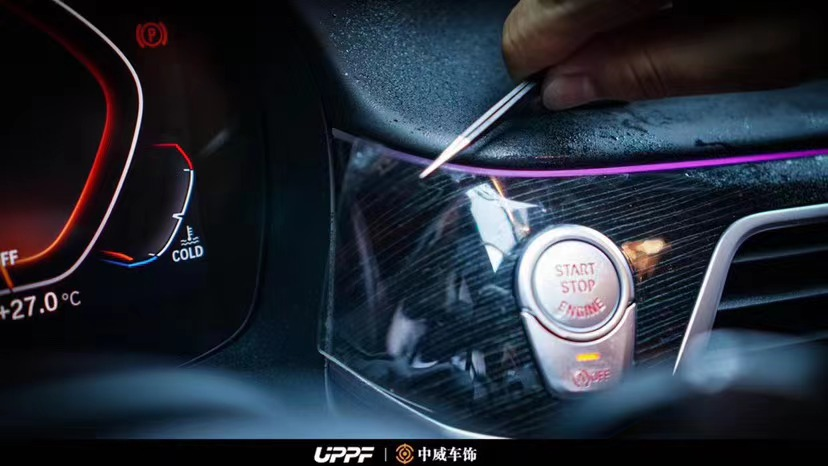 P
COLD
FF
+27.0 °C
START
STOP
ENGINE
OFF
UPPF | 中威车饰